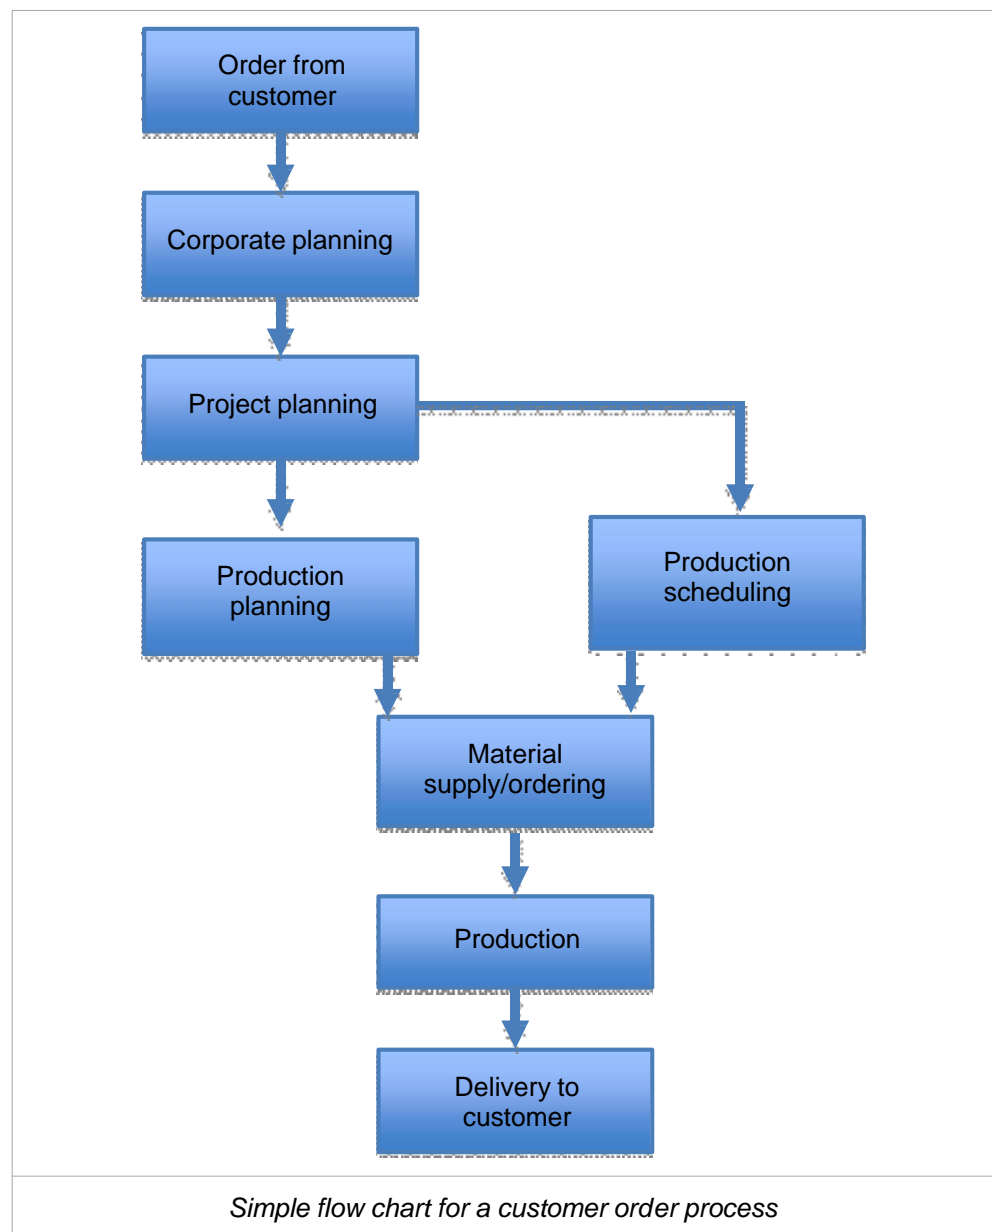 Order from
customer
Corporate planning
Project planning
Production
planning
Production
scheduling
Material
supply/ordering
Production
Delivery to
customer
Simple flow chart for a customer order process